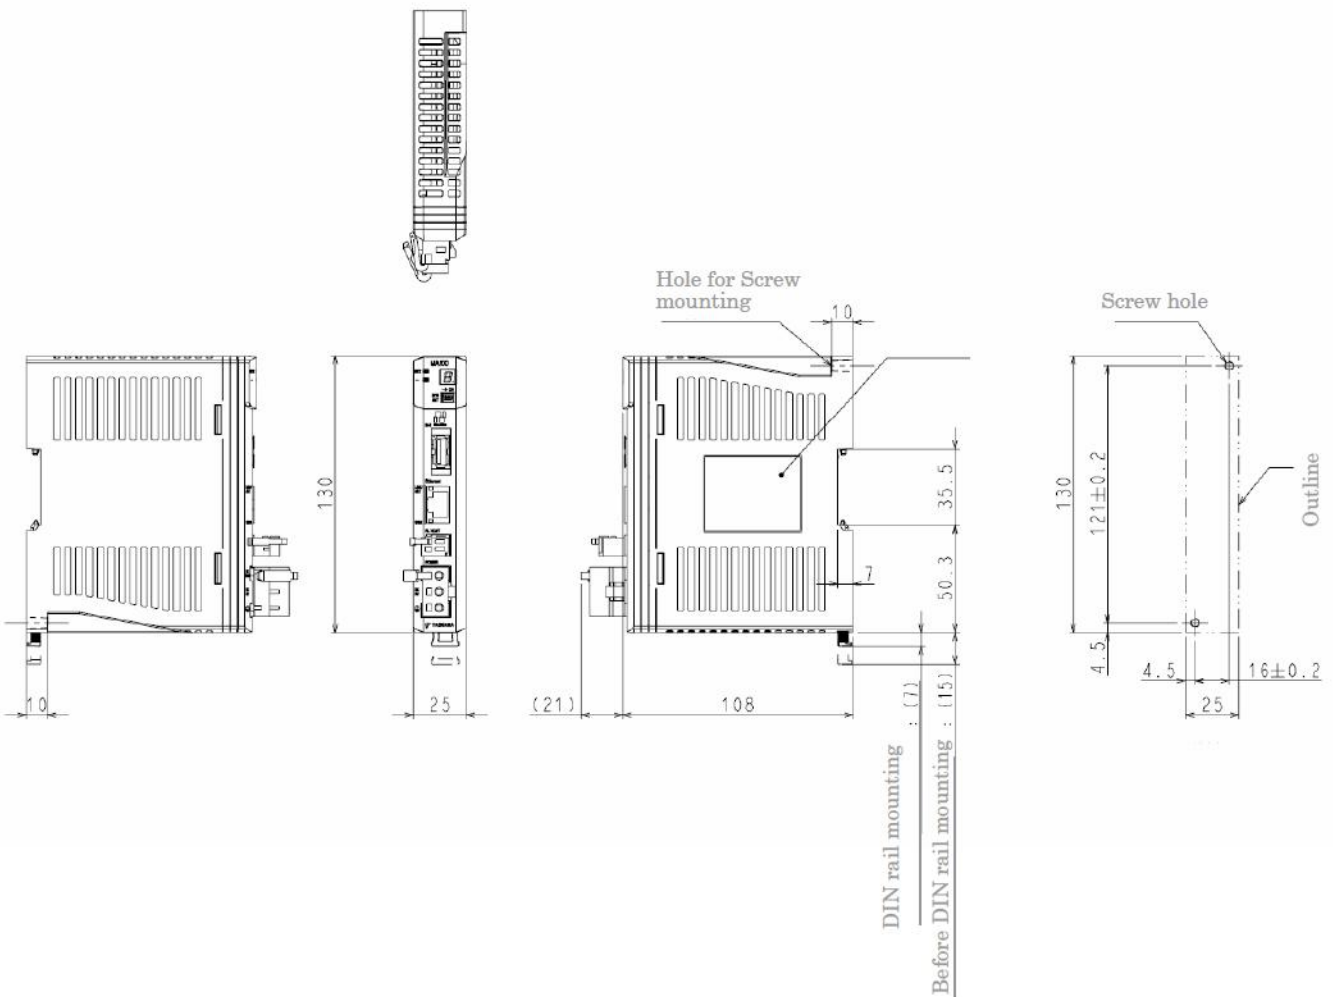 Hole for Screw
mounting
10
Screw hole
130
35.5
7
50.3
130
121±0.2
Outline
4.5
4.5
16±0.2
25
10
25
(21)
108
DIN rail mounting : (7)
Before DIN rail mounting : (15)